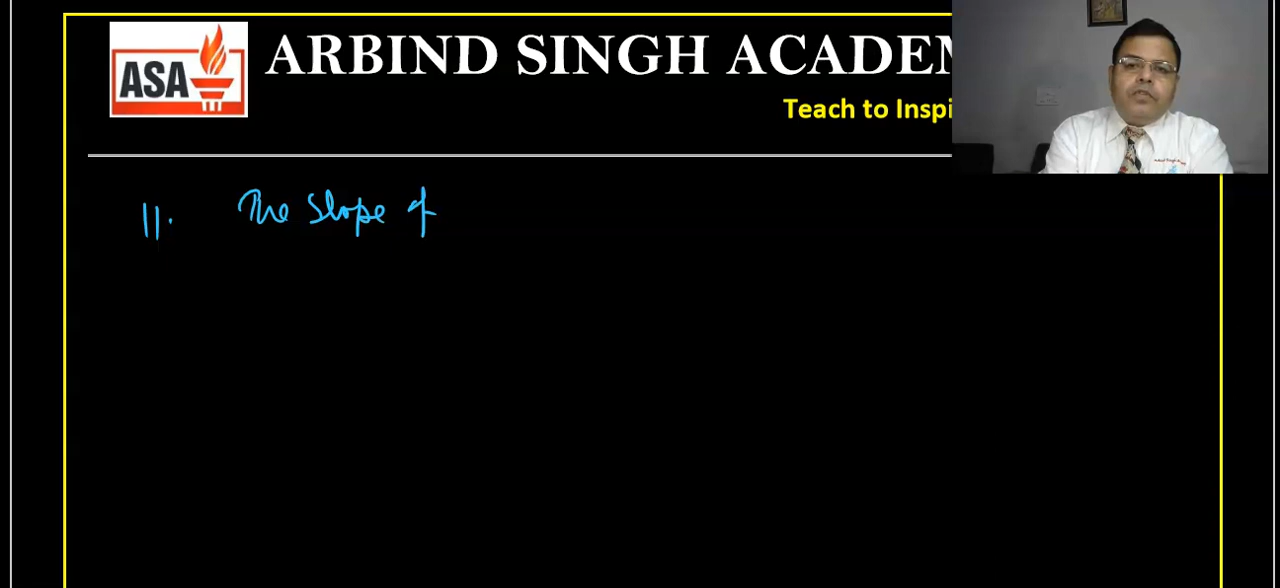 ASA
ARBIND SINGH ACADEM
Teach to Inspi
11. The slope of